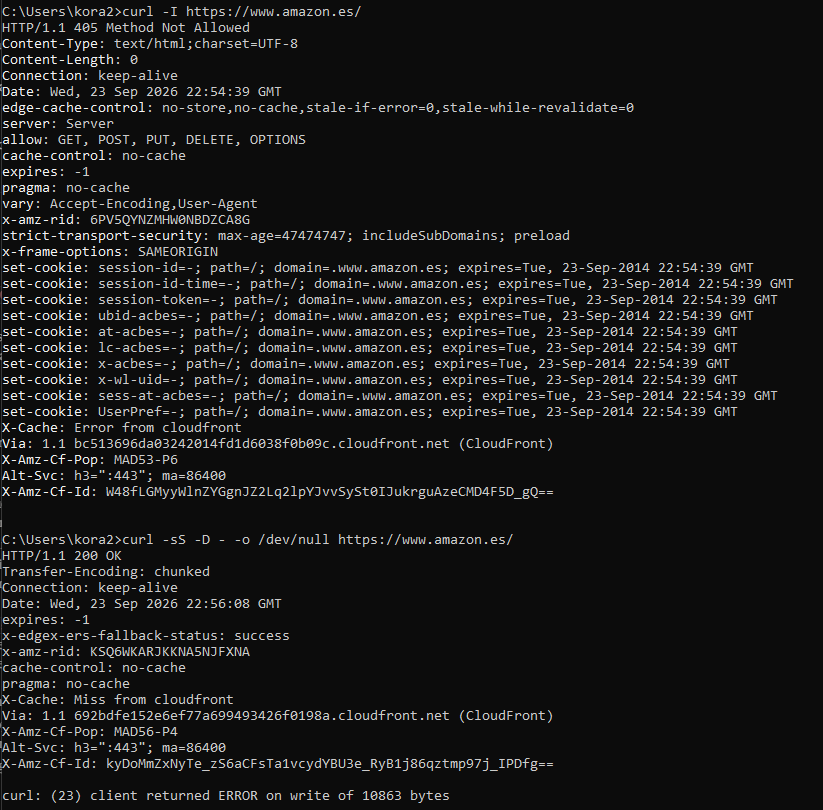 C:\Users\kora2>curl -I https://www.amazon.es/
HTTP/1.1 405 Method Not Allowed
Content-Type: text/html;charset=UTF-8
Content-Length: 0
Connection: keep-alive
Date: Wed, 23 Sep 2026 22:54:39 GMT
edge-cache-control: no-store,no-cache,stale-if-error=0,stale-while-revalidate=0
server: Server
allow: GET, POST, PUT, DELETE, OPTIONS
cache-control: no-cache
expires: -1
pragma: no-cache
vary: Accept-Encoding,User-Agent
x-amz-rid: 6PV5QYNZMHW0NBDZCA8G
strict-transport-security: max-age=47474747; includeSubDomains; preload
x-frame-options: SAMEORIGIN
set-cookie: session-id=-; path=/; domain=.www.amazon.es; expires=Tue, 23-Sep-2014 22:54:39 GMT
set-cookie: session-id-time=-; path=/; domain=.www.amazon.es; expires=Tue, 23-Sep-2014 22:54:39 GMT
set-cookie: session-token=-; path=/; domain=.www.amazon.es; expires=Tue, 23-Sep-2014 22:54:39 GMT
set-cookie: ubid-acbes=-; path=/; domain=.www.amazon.es; expires=Tue, 23-Sep-2014 22:54:39 GMT
set-cookie: at-acbes=-; path=/; domain=.www.amazon.es; expires=Tue, 23-Sep-2014 22:54:39 GMT
set-cookie: lc-acbes=-; path=/; domain=.www.amazon.es; expires=Tue, 23-Sep-2014 22:54:39 GMT
set-cookie: x-acbes=-; path=/; domain=.www.amazon.es; expires=Tue, 23-Sep-2014 22:54:39 GMT
set-cookie: x-wl-uid=-; path=/; domain=.www.amazon.es; expires=Tue, 23-Sep-2014 22:54:39 GMT
set-cookie: sess-at-acbes=-; path=/; domain=.www.amazon.es; expires=Tue, 23-Sep-2014 22:54:39 GMT
set-cookie: UserPref=-; path=/; domain=.www.amazon.es; expires=Tue, 23-Sep-2014 22:54:39 GMT
X-Cache: Error from cloudfront
Via: 1.1 bc513696da03242014fd1d6038f0b09c.cloudfront.net (CloudFront)
X-Amz-Cf-Pop: MAD53-P6
Alt-Svc: h3=":443"; ma=86400
X-Amz-Cf-Id: W48fLGMyyWlnZYGgnJZ2Lq2lpYJvvSySt0IJukrguAzeCMD4F5D_gQ==

C:\Users\kora2>curl -sS -D - -o /dev/null https://www.amazon.es/
HTTP/1.1 200 OK
Transfer-Encoding: chunked
Connection: keep-alive
Date: Wed, 23 Sep 2026 22:56:08 GMT
expires: -1
x-edgex-ers-fallback-status: success
x-amz-rid: KSQ6WKARJKKNA5NJFXNA
cache-control: no-cache
pragma: no-cache
X-Cache: Miss from cloudfront
Via: 1.1 692bdfe152e6ef77a699493426f0198a.cloudfront.net (CloudFront)
X-Amz-Cf-Pop: MAD56-P4
Alt-Svc: h3=":443"; ma=86400
X-Amz-Cf-Id: kyDoMmZxNyTe_zS6aCFsTa1vcydYBU3e_RyB1j86qztmp97j_IPDfg==

curl: (23) client returned ERROR on write of 10863 bytes